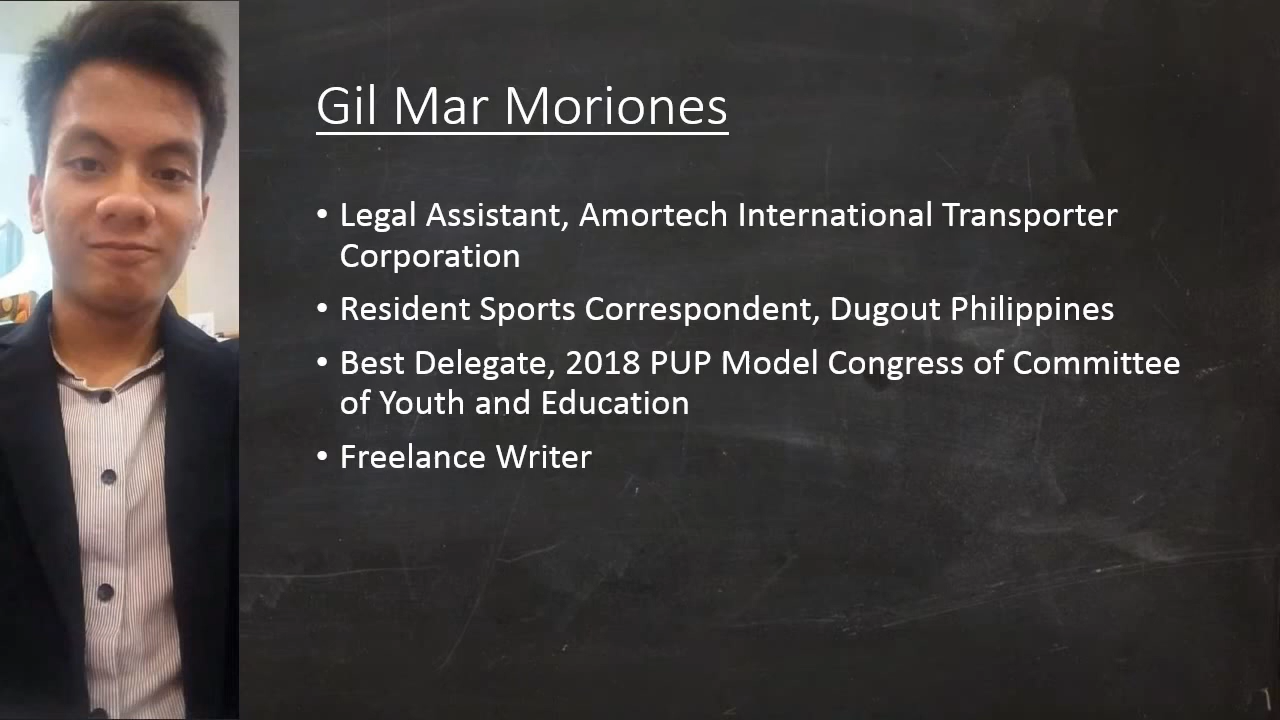 Gil Mar Moriones
• Legal Assistant, Amortech International Transporter
Corporation
• Resident Sports Correspondent, Dugout Philippines
• Best Delegate, 2018 PUP Model Congress of Committee
of Youth and Education
• Freelance Writer